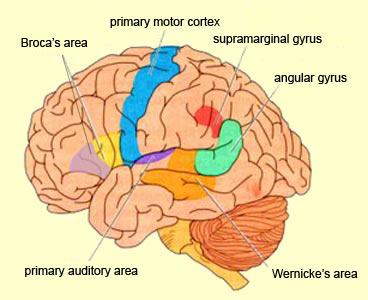 primary motor cortex
Broca's area
supramarginal gyrus
angular gyrus
primary auditory area
Wernicke's area